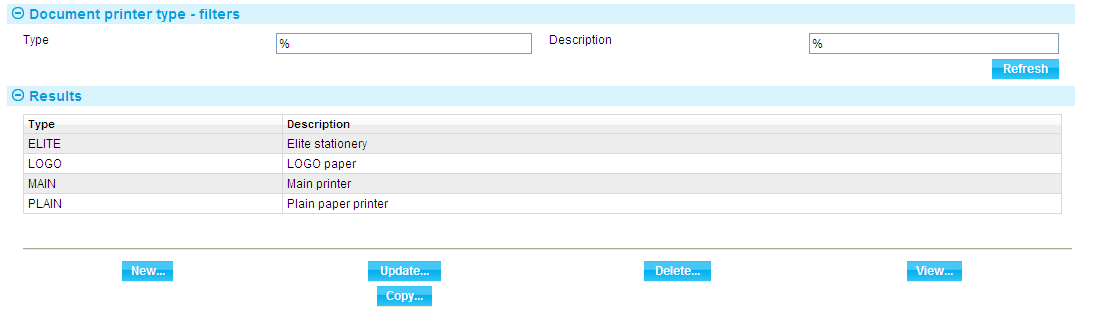 Document printer type - filters
Type % Description %
Refresh
Results
Type Description
ELITE Elite stationery
LOGO LOGO paper
MAIN Main printer
PLAIN Plain paper printer
New... Update... Delete... View...
Copy...